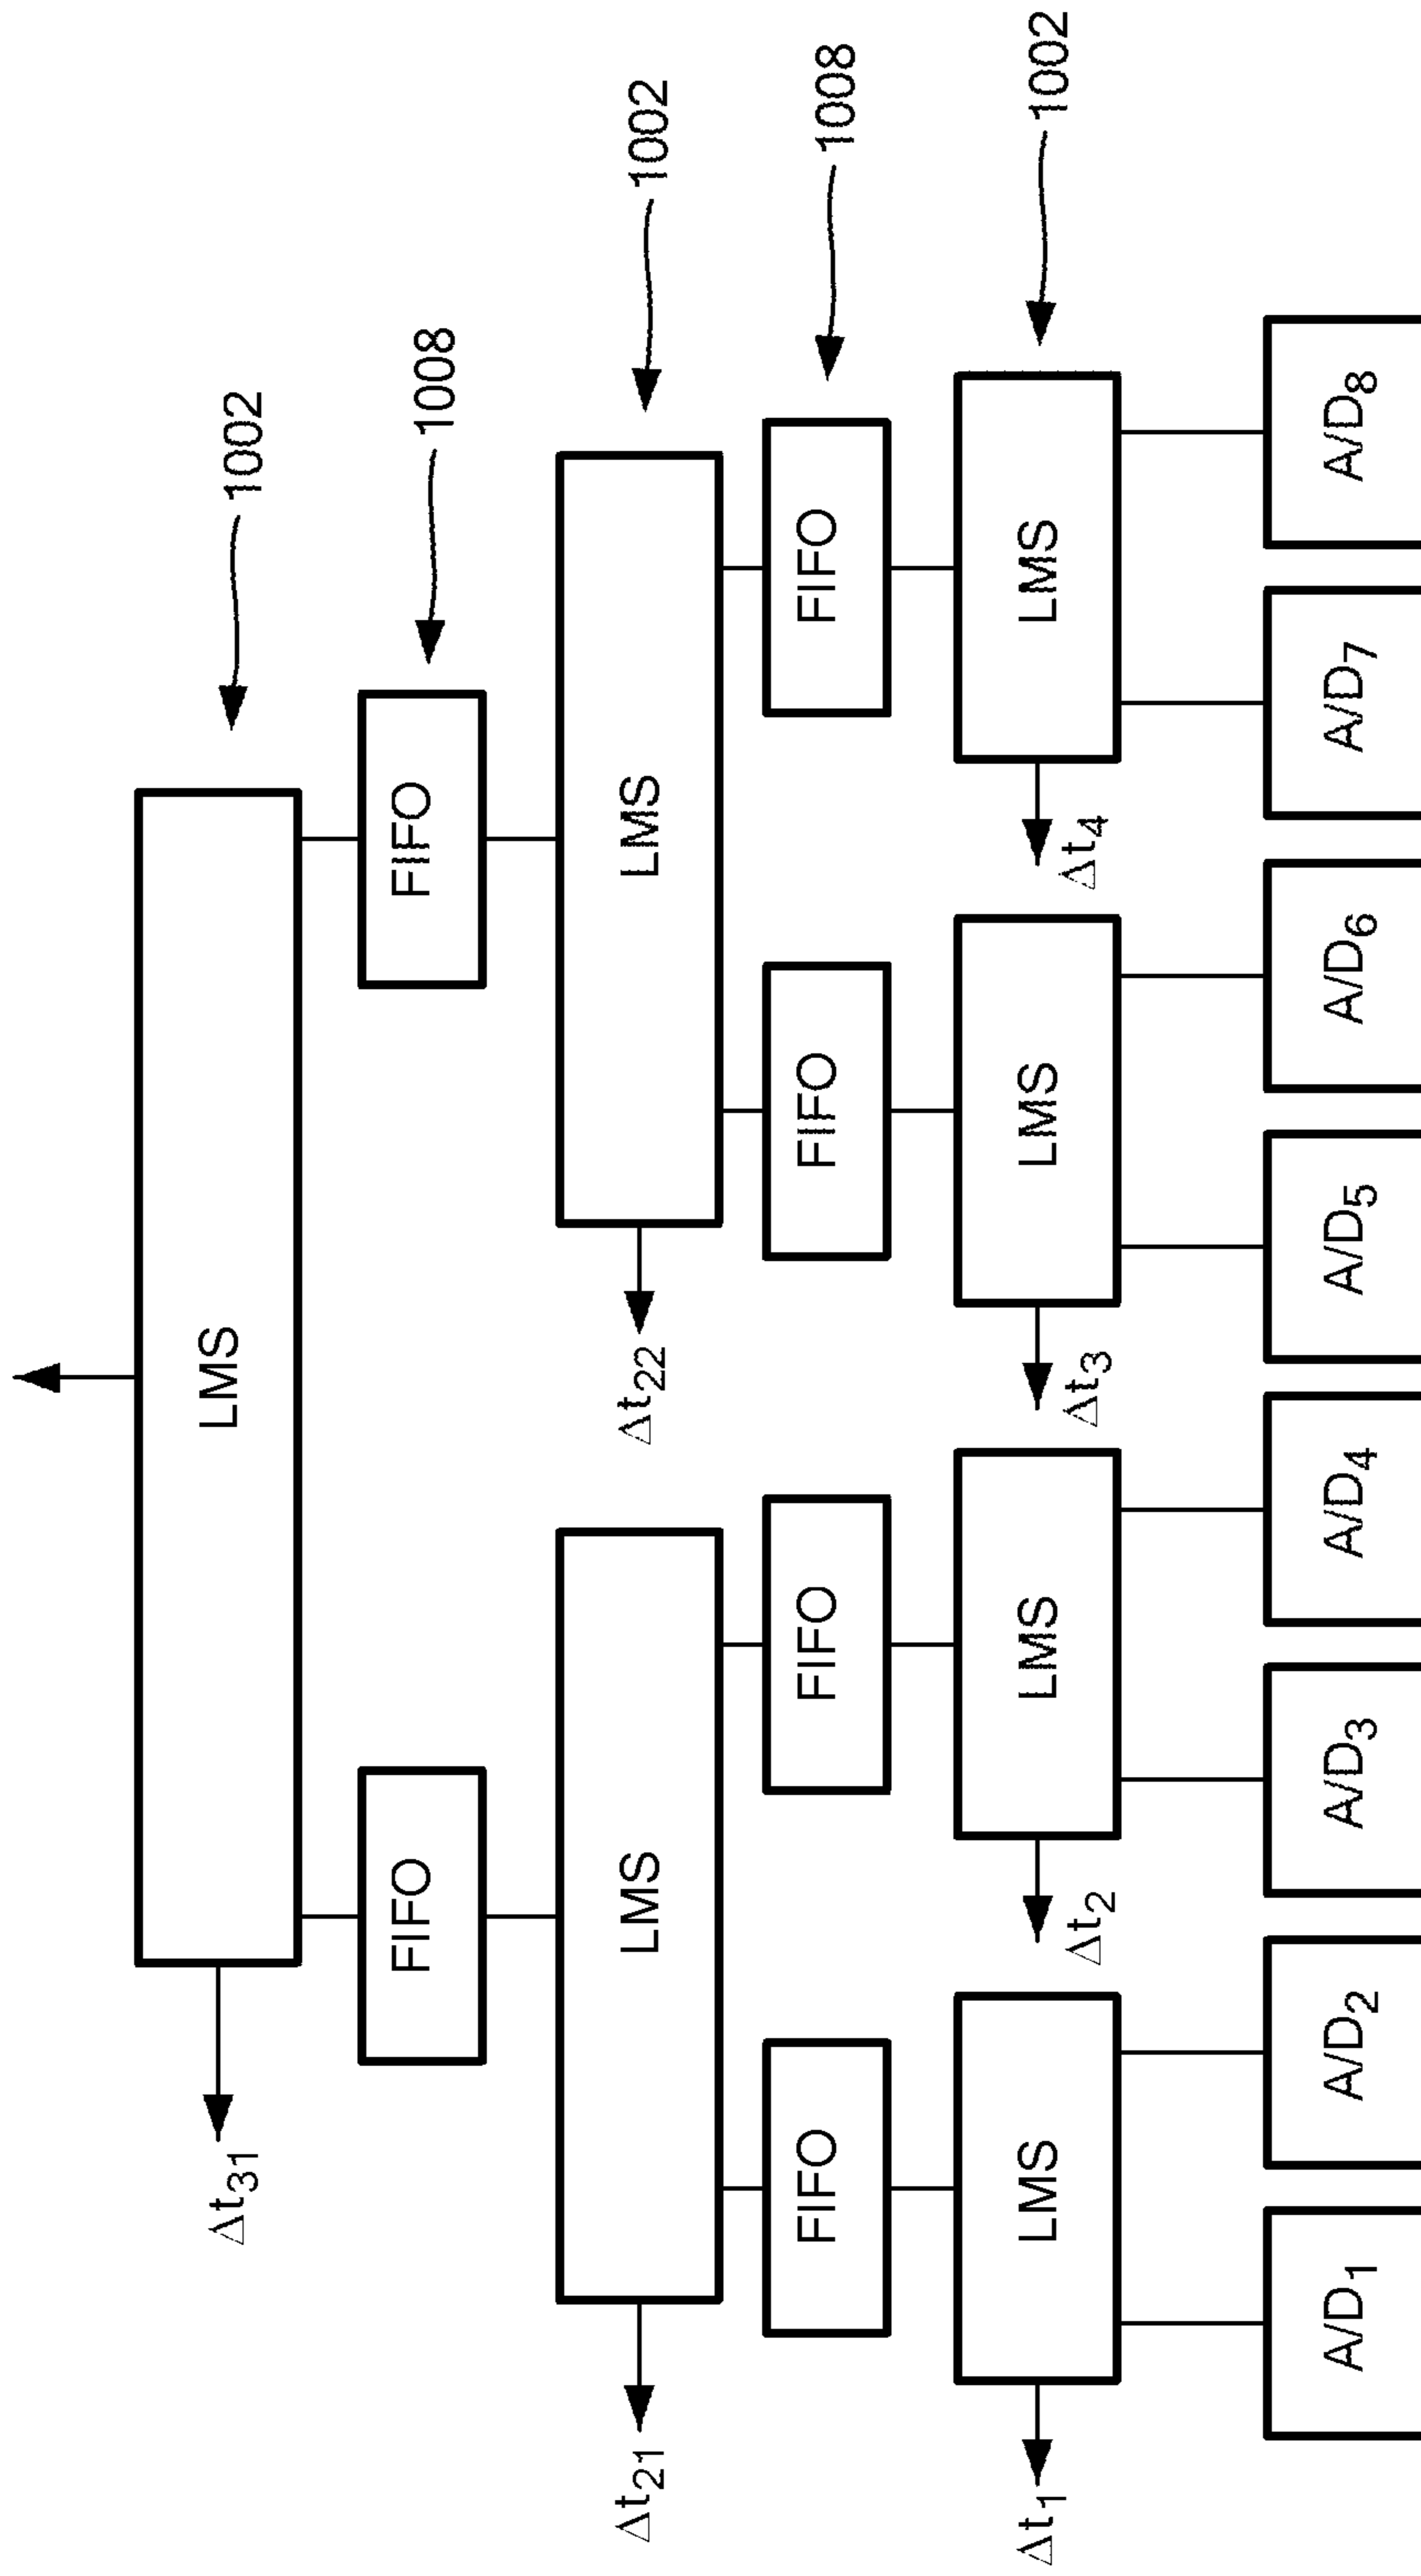 Δt31 LMS 1002
FIFO FIFO 1008
Δt21 LMS Δt22 LMS 1002
FIFO FIFO FIFO FIFO 1008
Δt1 LMS Δt2 LMS Δt3 LMS Δt4 LMS 1002
A/D1 A/D2 A/D3 A/D4 A/D5 A/D6 A/D7 A/D8